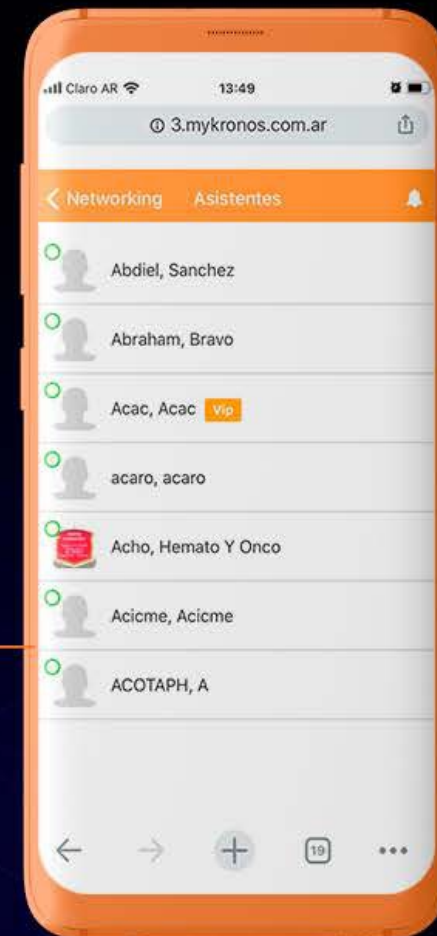 Claro AR
13:49
3.mykronos.com.ar
Networking
Asistentes
Abdiel, Sanchez
Abraham, Bravo
Acac, Acac Vip
acaro, acaro
Acho, Hemato Y Onco
Acicme, Acicme
ACOTAPH, A
19